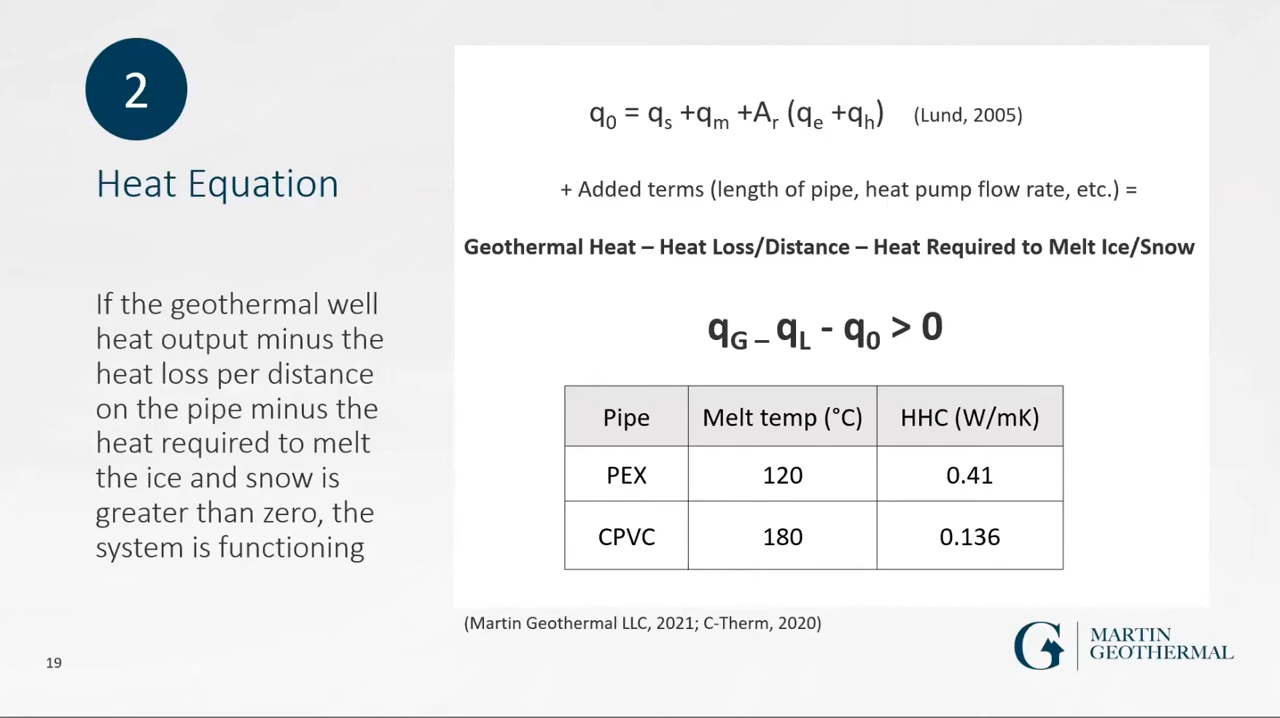 2
Heat Equation
If the geothermal well
heat output minus the
heat loss per distance
on the pipe minus the
heat required to melt
the ice and snow is
greater than zero, the
system is functioning
q₀ = qₛ +qₘ +Aᵣ (qₑ +qₕ) (Lund, 2005)
+ Added terms (length of pipe, heat pump flow rate, etc.) =
Geothermal Heat – Heat Loss/Distance – Heat Required to Melt Ice/Snow
q_G – q_L - q₀ > 0
Pipe Melt temp (°C) HHC (W/mK)
PEX 120 0.41
CPVC 180 0.136
(Martin Geothermal LLC, 2021; C-Therm, 2020)
19
G MARTIN
GEOTHERMAL